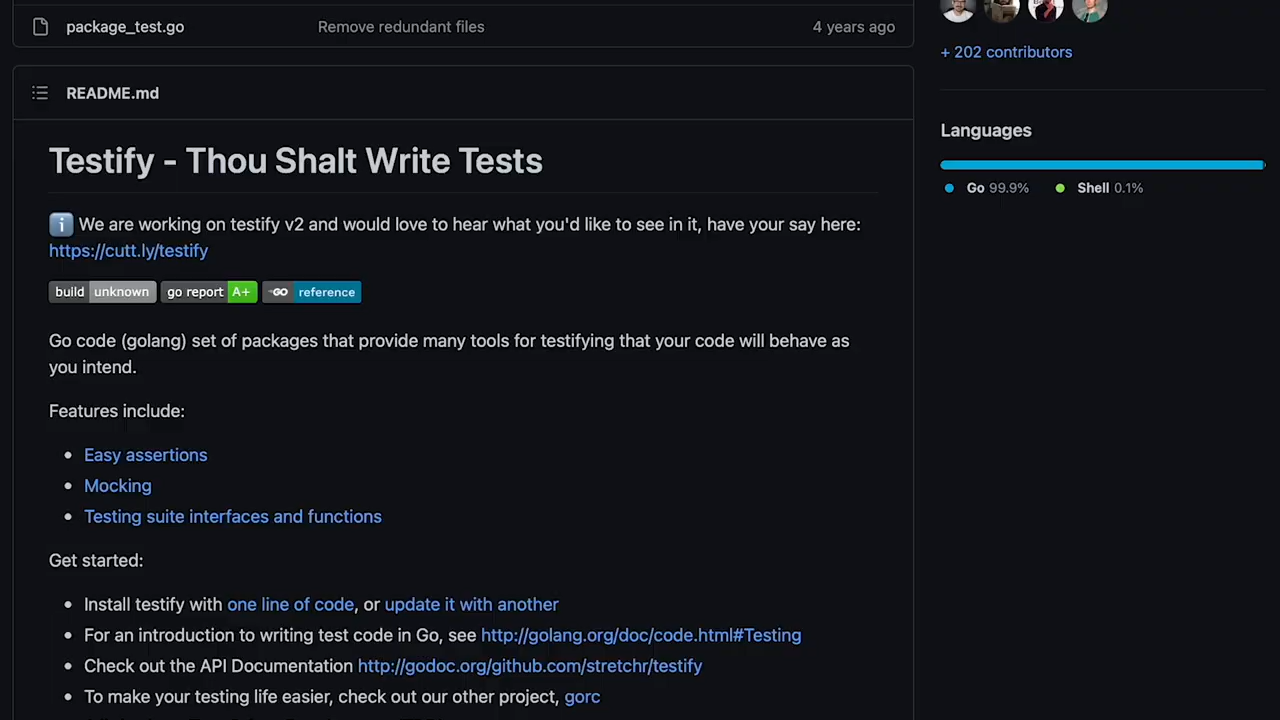 package_test.go Remove redundant files 4 years ago
+ 202 contributors
README.md
Languages
Go 99.9% Shell 0.1%
Testify - Thou Shalt Write Tests
We are working on testify v2 and would love to hear what you'd like to see in it, have your say here:
https://cutt.ly/testify
build unknown go report A+ GO reference
Go code (golang) set of packages that provide many tools for testifying that your code will behave as
you intend.
Features include:
Easy assertions
Mocking
Testing suite interfaces and functions
Get started:
Install testify with one line of code, or update it with another
For an introduction to writing test code in Go, see http://golang.org/doc/code.html#Testing
Check out the API Documentation http://godoc.org/github.com/stretchr/testify
To make your testing life easier, check out our other project, gorc